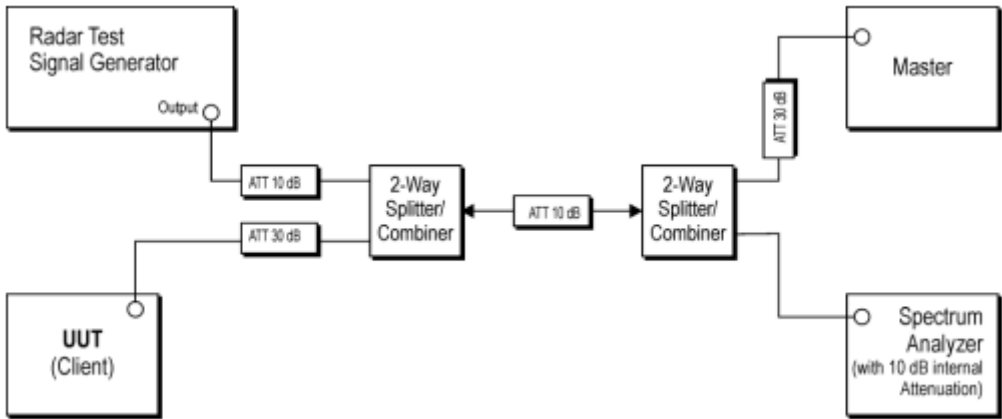 Radar Test
Signal Generator
Output
ATT 10 dB
ATT 30 dB
UUT
(Client)
2-Way
Splitter/
Combiner
ATT 10 dB
2-Way
Splitter/
Combiner
ATT 30 dB
Master
Spectrum
Analyzer
(with 10 dB internal
Attenuation)